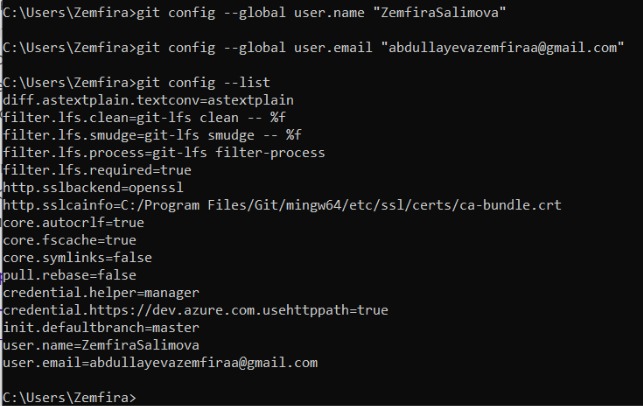 C:\Users\Zemfira>git config --global user.name "ZemfiraSalimova"
C:\Users\Zemfira>git config --global user.email "abdullayevazemfiraa@gmail.com"
C:\Users\Zemfira>git config --list
diff.astextplain.textconv=astextplain
filter.lfs.clean=git-lfs clean -- %f
filter.lfs.smudge=git-lfs smudge -- %f
filter.lfs.process=git-lfs filter-process
filter.lfs.required=true
http.sslbackend=openssl
http.sslcainfo=C:/Program Files/Git/mingw64/etc/ssl/certs/ca-bundle.crt
core.autocrlf=true
core.fscache=true
core.symlinks=false
pull.rebase=false
credential.helper=manager
credential.https://dev.azure.com.usehttppath=true
init.defaultbranch=master
user.name=ZemfiraSalimova
user.email=abdullayevazemfiraa@gmail.com
C:\Users\Zemfira>